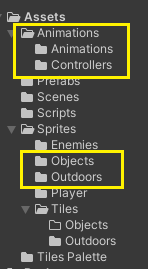 Assets
Animations
Animations
Controllers
Prefabs
Scenes
Scripts
Sprites
Enemies
Objects
Outdoors
Player
Tiles
Objects
Outdoors
Tiles Palette